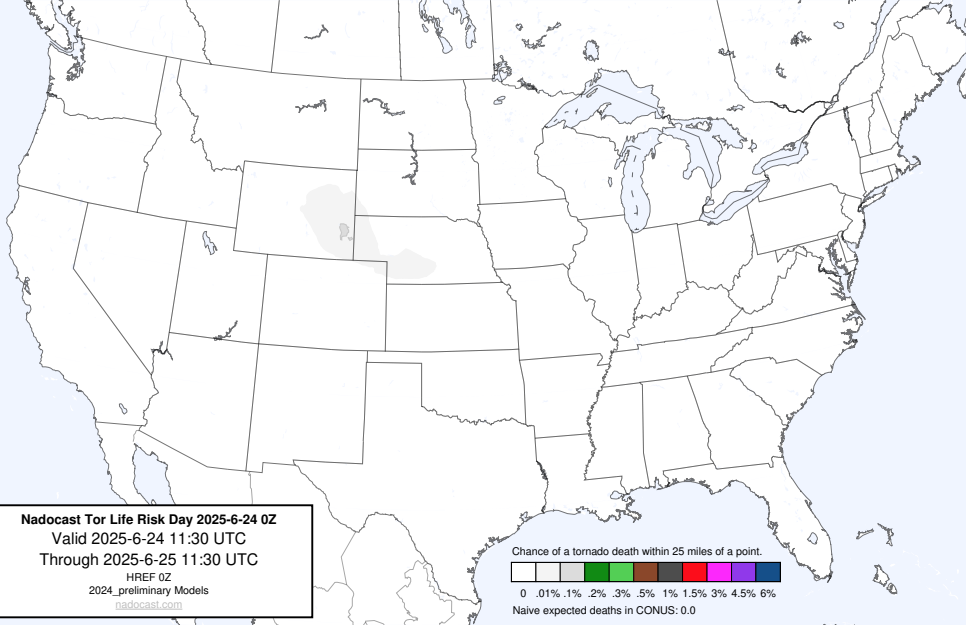 Nadocast Tor Life Risk Day 2025-6-24 0Z
Valid 2025-6-24 11:30 UTC
Through 2025-6-25 11:30 UTC
HREF 0Z
2024_preliminary Models
nadocast.com
Chance of a tornado death within 25 miles of a point.
0 .01% .1% .2% .3% .5% 1% 1.5% 3% 4.5% 6%
Naive expected deaths in CONUS: 0.0